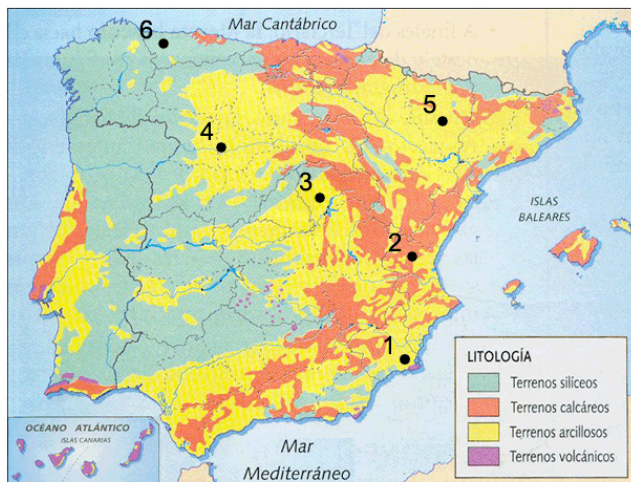 Mar Cantábrico
6
5
4
3
ISLAS
BALEARES
2
1
LITOLOGÍA
Terrenos silíceos
Terrenos calcáreos
Terrenos arcillosos
Terrenos volcánicos
OCÉANO ATLÁNTICO
ISLAS CANARIAS
Mar
Mediterráneo